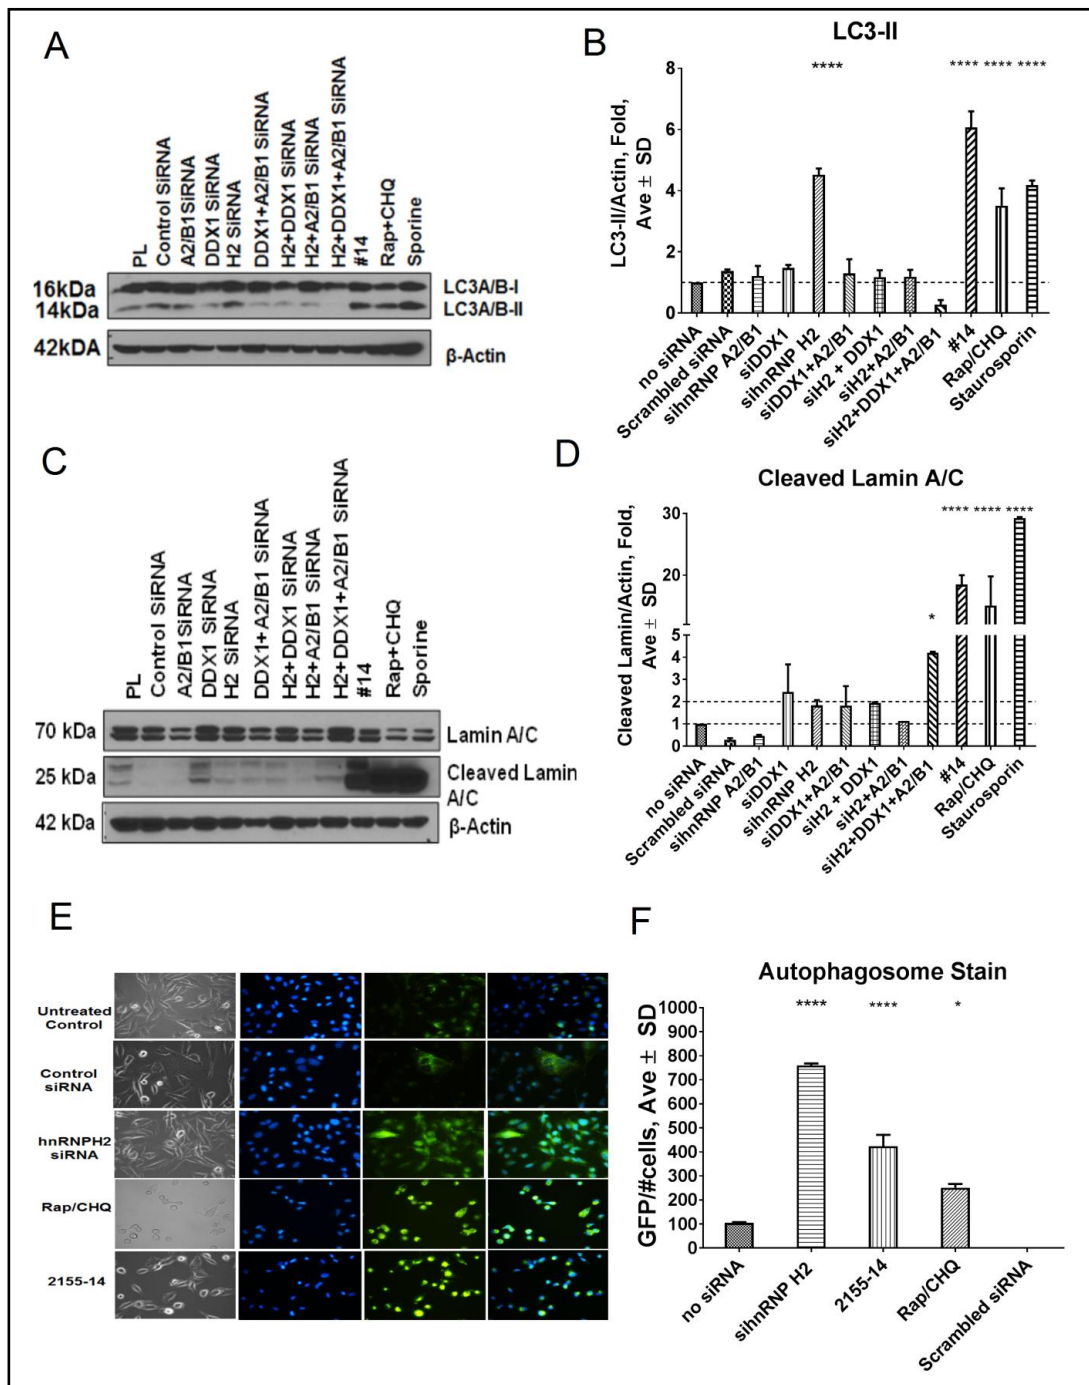 A
PL
Control SiRNA
A2/B1SiRNA
DDX1 SiRNA
H2 SiRNA
DDX1+A2/B1 SiRNA
H2+DDX1 SiRNA
H2+A2/B1 SiRNA
H2+DDX1+A2/B1 SiRNA
#14
Rap+CHQ
Sporine
16kDa
14kDa
42kDA
LC3A/B-I
LC3A/B-II
β-Actin
B
LC3-II
LC3-II/Actin, Fold,
Ave ± SD
8
6
4
2
0
****
**** **** ****
no siRNA
Scrambled siRNA
sihnRNP A2/B1
siDDX1
sihnRNP H2
siDDX1+A2/B1
siH2 + DDX1
siH2+A2/B1
siH2+DDX1+A2/B1
#14
Rap/CHQ
Staurosporin
C
PL
Control SiRNA
A2/B1SiRNA
DDX1 SiRNA
H2 SiRNA
DDX1+A2/B1 SiRNA
H2+DDX1 SiRNA
H2+A2/B1 SiRNA
H2+DDX1+A2/B1 SiRNA
#14
Rap+CHQ
Sporine
70 kDa
25 kDa
42 kDa
Lamin A/C
Cleaved Lamin
A/C
β-Actin
D
Cleaved Lamin A/C
Cleaved Lamin/Actin, Fold,
Ave ± SD
30
20
5
4
3
2
1
0
*
**** **** ****
no siRNA
Scrambled siRNA
sihnRNP A2/B1
siDDX1
sihnRNP H2
siDDX1+A2/B1
siH2 + DDX1
siH2+A2/B1
siH2+DDX1+A2/B1
#14
Rap/CHQ
Staurosporin
E
Untreated
Control
Control
siRNA
hnRNPH2
siRNA
Rap/CHQ
2155-14
F
Autophagosome Stain
GFP/#cells, Ave ± SD
1000
900
800
700
600
500
400
300
200
100
0
**** **** *
no siRNA
sihnRNP H2
2155-14
Rap/CHQ
Scrambled siRNA